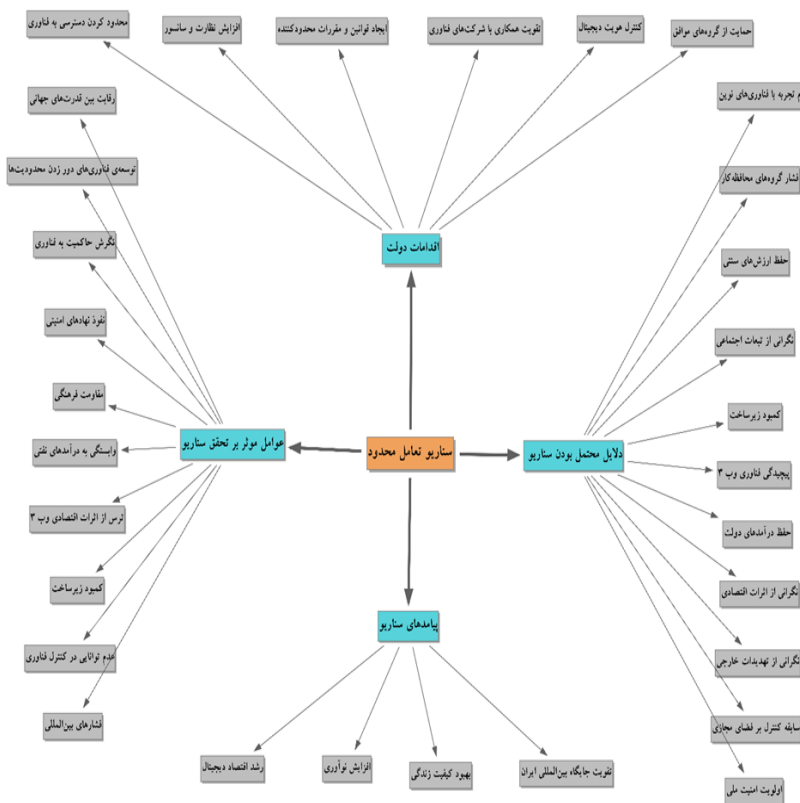 حمایت از گروه‌های موافق
کنترل هویت دیجیتال
تقویت همکاری با شرکت‌های فناوری
ایجاد قوانین و مقررات محدودکننده
افزایش نظارت و سانسور
محدود کردن دسترسی به فناوری
اقدامات دولت
م تجربه با فناوری‌های نوین
فشار گروه‌های محافظه‌کار
حفظ ارزش‌های سنتی
نگرانی از تبعات اجتماعی
کمبود زیرساخت
پیچیدگی فناوری وب ۳
حفظ درآمدهای دولت
نگرانی از اثرات اقتصادی
نگرانی از تهدیدات خارجی
سابقه کنترل بر فضای مجازی
اولویت امنیت ملی
دلایل محتمل بودن سناریو
سناریو تعامل محدود
عوامل موثر بر تحقق سناریو
رقابت بین قدرت‌های جهانی
توسعه‌ی فناوری‌های دور زدن محدودیت‌ها
نگرش حاکمیت به فناوری
نفوذ نهادهای امنیتی
مقاومت فرهنگی
وابستگی به درآمدهای نفتی
ترس از اثرات اقتصادی وب ۳
کمبود زیرساخت
عدم توانایی در کنترل فناوری
فشارهای بین‌المللی
پیامدهای سناریو
تقویت جایگاه بین‌المللی ایران
بهبود کیفیت زندگی
افزایش نوآوری
رشد اقتصاد دیجیتال